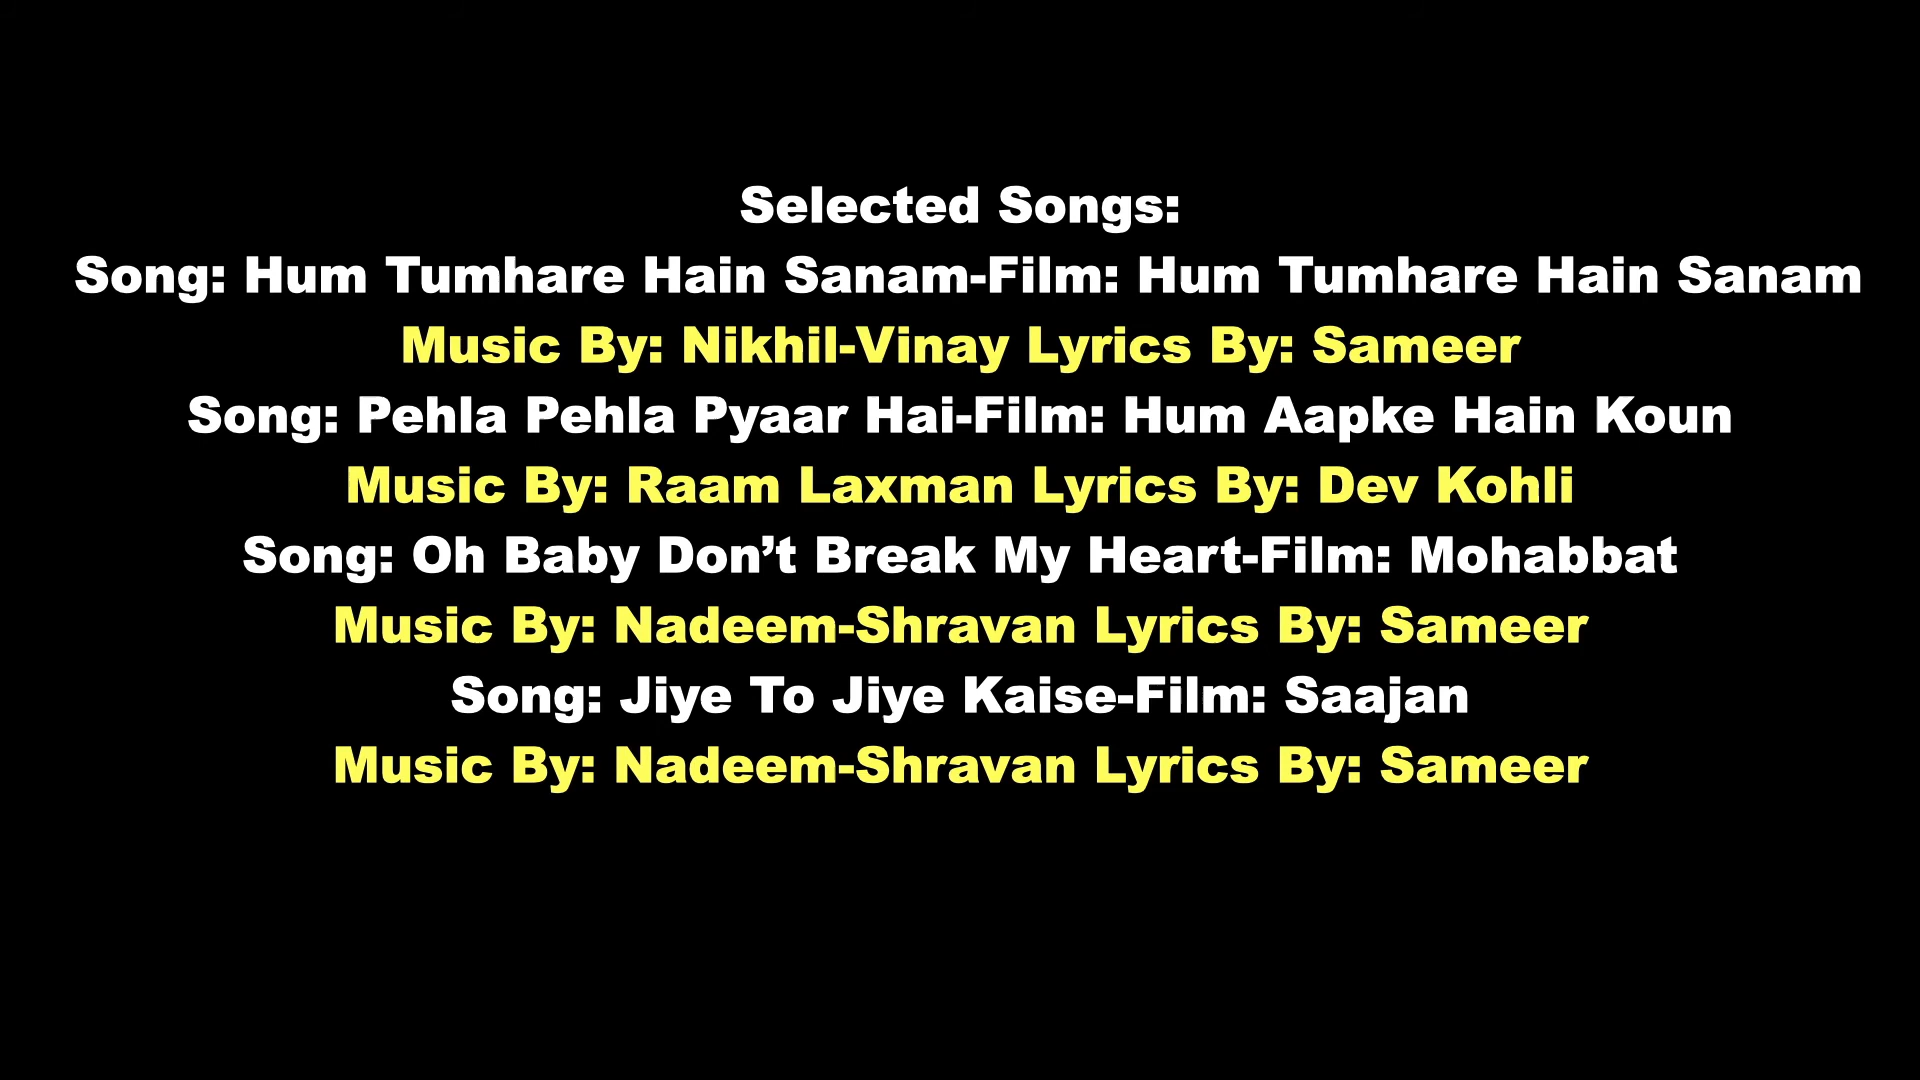 Selected Songs:
Song: Hum Tumhare Hain Sanam-Film: Hum Tumhare Hain Sanam
Music By: Nikhil-Vinay Lyrics By: Sameer
Song: Pehla Pehla Pyaar Hai-Film: Hum Aapke Hain Koun
Music By: Raam Laxman Lyrics By: Dev Kohli
Song: Oh Baby Don’t Break My Heart-Film: Mohabbat
Music By: Nadeem-Shravan Lyrics By: Sameer
Song: Jiye To Jiye Kaise-Film: Saajan
Music By: Nadeem-Shravan Lyrics By: Sameer